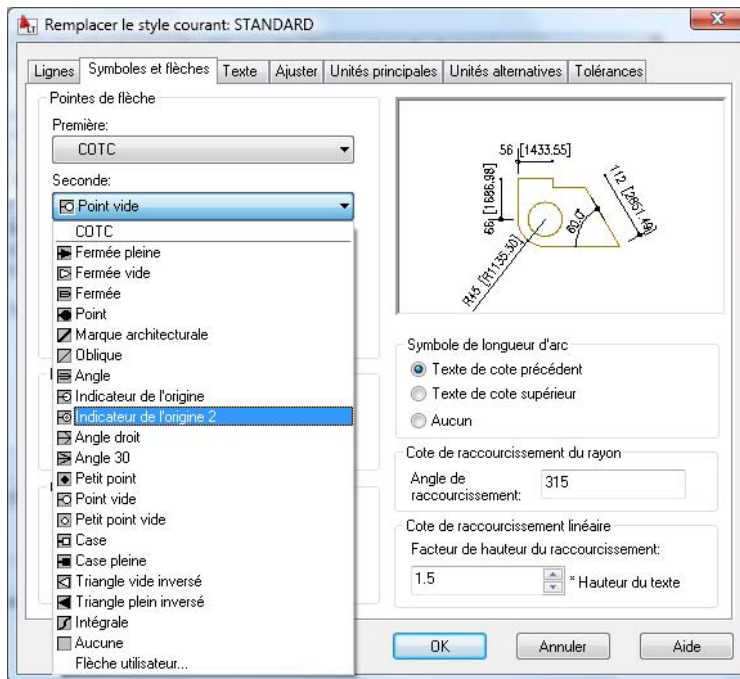 Remplacer le style courant: STANDARD
Lignes
Symboles et flèches
Texte
Ajuster
Unités principales
Unités alternatives
Tolérances
Pointes de flèche
Première:
COTC
Seconde:
Point vide
COTC
Fermée pleine
Fermée vide
Fermée
Point
Marque architecturale
Oblique
Angle
Indicateur de l'origine
Indicateur de l'origine 2
Angle droit
Angle 30
Petit point
Point vide
Petit point vide
Case
Case pleine
Triangle vide inversé
Triangle plein inversé
Intégrale
Aucune
Flèche utilisateur...
56 [1433.55]
66 [1686.98]
112 [2851.49]
60.0°
R45 [R1135.30]
Symbole de longueur d'arc
Texte de cote précédent
Texte de cote supérieur
Aucun
Cote de raccourcissement du rayon
Angle de
raccourcissement:
315
Cote de raccourcissement linéaire
Facteur de hauteur du raccourcissement:
1.5
* Hauteur du texte
OK
Annuler
Aide